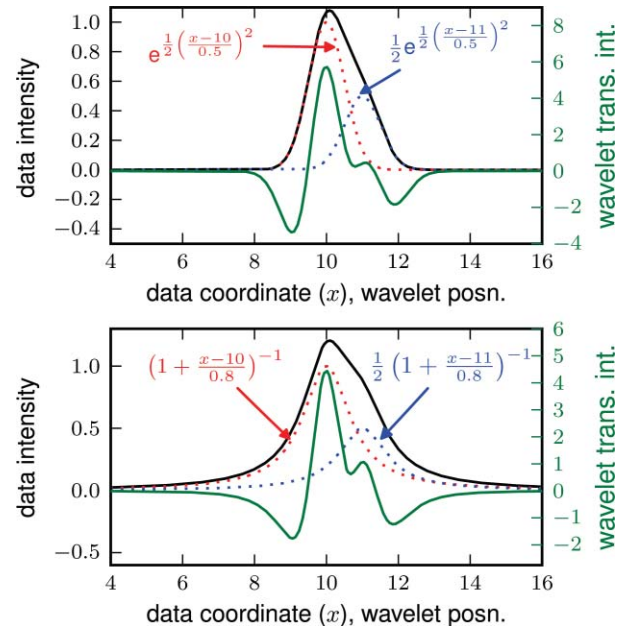 1.0
0.8
0.6
0.4
0.2
0.0
−0.2
−0.4
data intensity
e^{\frac{1}{2}\left(\frac{x-10}{0.5}\right)^2}
\frac{1}{2}e^{\frac{1}{2}\left(\frac{x-11}{0.5}\right)^2}
8
6
4
2
0
−2
−4
wavelet trans. int.
4 6 8 10 12 14 16
data coordinate (x), wavelet posn.
1.0
0.5
0.0
−0.5
data intensity
\left(1 + \frac{x-10}{0.8}\right)^{-1}
\frac{1}{2}\left(1 + \frac{x-11}{0.8}\right)^{-1}
6
5
4
3
2
1
0
−1
−2
wavelet trans. int.
4 6 8 10 12 14 16
data coordinate (x), wavelet posn.